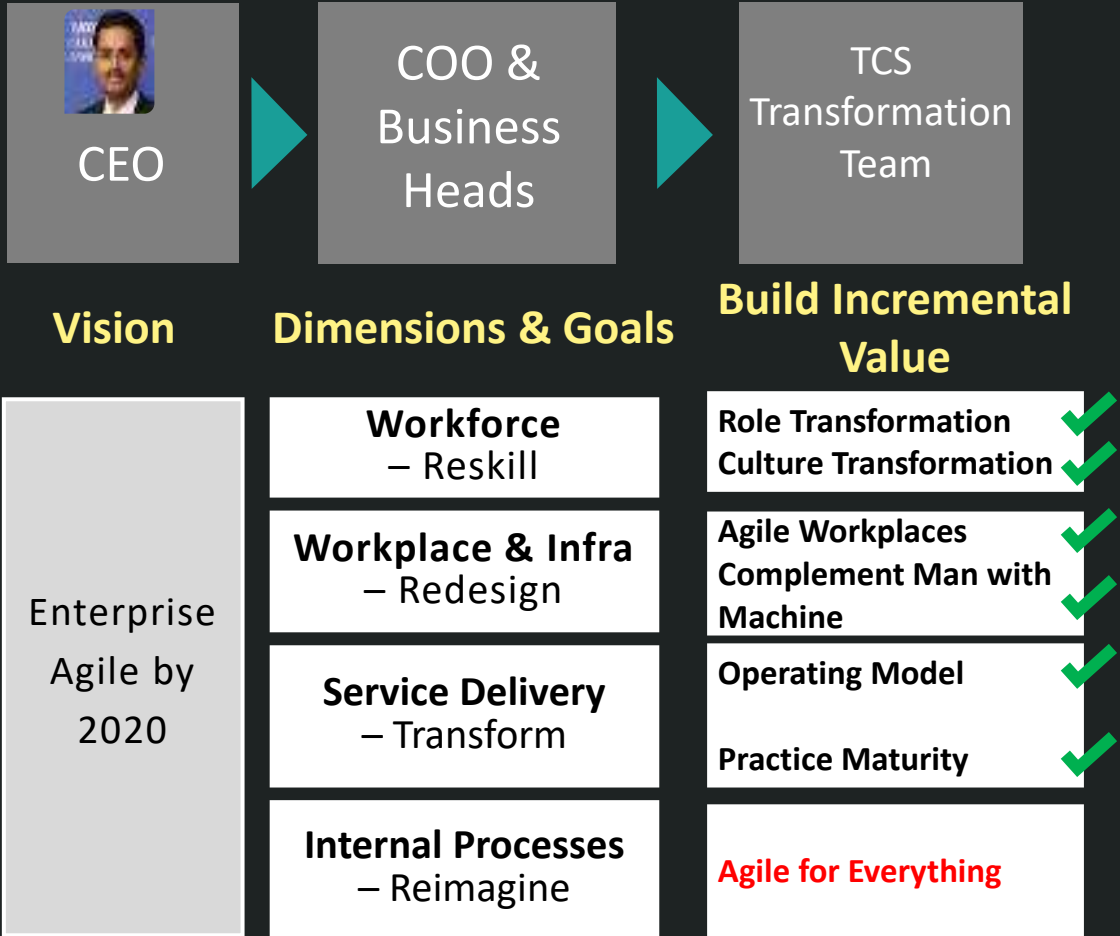 CEO
COO &
Business
Heads
TCS
Transformation
Team
Vision
Dimensions & Goals
Build Incremental
Value
Enterprise
Agile by
2020
Workforce
– Reskill
Role Transformation
Culture Transformation
Workplace & Infra
– Redesign
Agile Workplaces
Complement Man with
Machine
Service Delivery
– Transform
Operating Model
Practice Maturity
Internal Processes
– Reimagine
Agile for Everything